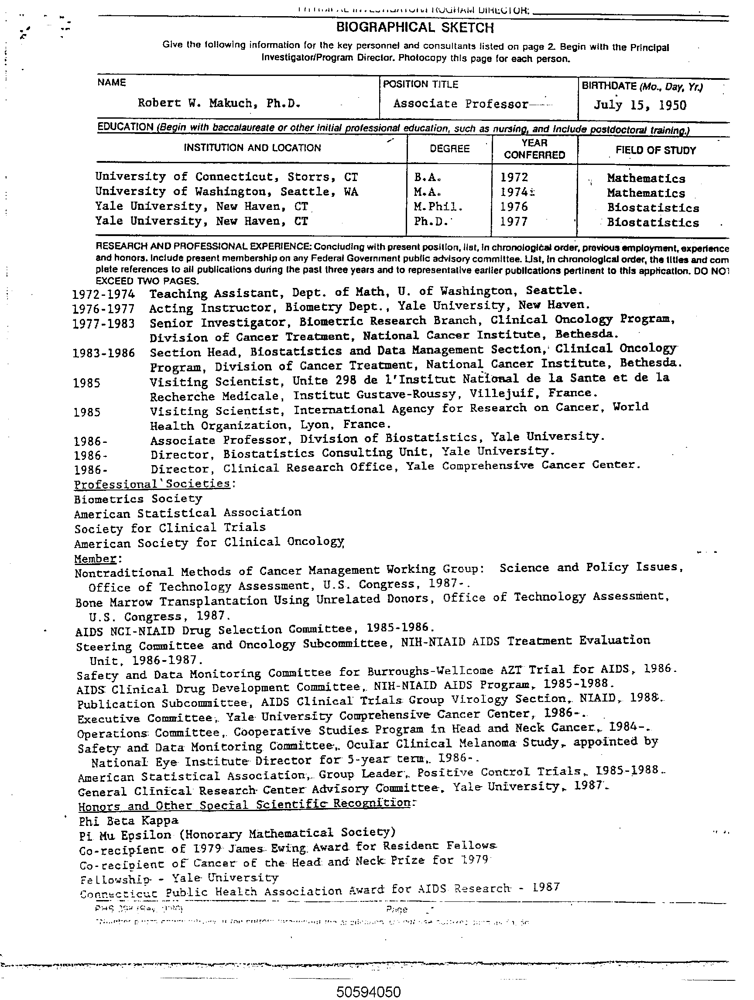 DIRECTOR:
BIOGRAPHICAL SKETCH
Give the following information for the key personnel and consultants listed on page 2. Begin with the Principal
Investigator/Program Director. Photocopy this page for each person.
NAME
POSITION TITLE
BIRTHDATE (Mo., Day, Yr.)
Robert W. Makuch, Ph.D.
Associate Professor
July 15, 1950
EDUCATION (Begin with baccalaureate or other initial professional education, such as nursing, and include postdoctoral training.)
INSTITUTION AND LOCATION DEGREE YEAR CONFERRED FIELD OF STUDY
University of Connecticut, Storrs, CT B.A. 1972 Mathematics
University of Washington, Seattle, WA M.A. 1974 Mathematics
Yale University, New Haven, CT M.Phil. 1976 Biostatistics
Yale University, New Haven, CT Ph.D. 1977 Biostatistics
RESEARCH AND PROFESSIONAL EXPERIENCE: Concluding with present position, list, in chronological order, previous employment, experience
and honors. Include present membership on any Federal Government public advisory committee. List, in chronological order, the titles and com
plete references to all publications during the past three years and to representative earlier publications pertinent to this application. DO NOT
EXCEED TWO PAGES.
1972-1974 Teaching Assistant, Dept. of Math, U. of Washington, Seattle.
1976-1977 Acting Instructor, Biometry Dept., Yale University, New Haven.
1977-1983 Senior Investigator, Biometric Research Branch, Clinical Oncology Program,
Division of Cancer Treatment, National Cancer Institute, Bethesda.
1983-1986 Section Head, Biostatistics and Data Management Section, Clinical Oncology
Program, Division of Cancer Treatment, National Cancer Institute, Bethesda.
1985 Visiting Scientist, Unite 298 de l'Institut National de la Sante et de la
Recherche Medicale, Institut Gustave-Roussy, Villejuif, France.
1985 Visiting Scientist, International Agency for Research on Cancer, World
Health Organization, Lyon, France.
1986- Associate Professor, Division of Biostatistics, Yale University.
1986- Director, Biostatistics Consulting Unit, Yale University.
1986- Director, Clinical Research Office, Yale Comprehensive Cancer Center.
Professional Societies:
Biometrics Society
American Statistical Association
Society for Clinical Trials
American Society for Clinical Oncology
Member:
Nontraditional Methods of Cancer Management Working Group: Science and Policy Issues,
Office of Technology Assessment, U.S. Congress, 1987-.
Bone Marrow Transplantation Using Unrelated Donors, Office of Technology Assessment,
U.S. Congress, 1987.
AIDS NCI-NIAID Drug Selection Committee, 1985-1986.
Steering Committee and Oncology Subcommittee, NIH-NIAID AIDS Treatment Evaluation
Unit, 1986-1987.
Safety and Data Monitoring Committee for Burroughs-Wellcome AZT Trial for AIDS, 1986.
AIDS Clinical Drug Development Committee, NIH-NIAID AIDS Program, 1985-1988.
Publication Subcommittee, AIDS Clinical Trials Group Virology Section, NIAID, 1988.
Executive Committee, Yale University Comprehensive Cancer Center, 1986-.
Operations Committee, Cooperative Studies Program in Head and Neck Cancer, 1984-.
Safety and Data Monitoring Committee, Ocular Clinical Melanoma Study, appointed by
National Eye Institute Director for 5-year term, 1986-.
American Statistical Association, Group Leader, Positive Control Trials, 1985-1988.
General Clinical Research Center Advisory Committee, Yale University, 1987.
Honors and Other Special Scientific Recognition:
Phi Beta Kappa
Pi Mu Epsilon (Honorary Mathematical Society)
Co-recipient of 1979 James Ewing Award for Resident Fellows
Co-recipient of Cancer of the Head and Neck Prize for 1979
Fellowship - Yale University
Connecticut Public Health Association Award for AIDS Research - 1987
PHS 398 Page
50594050